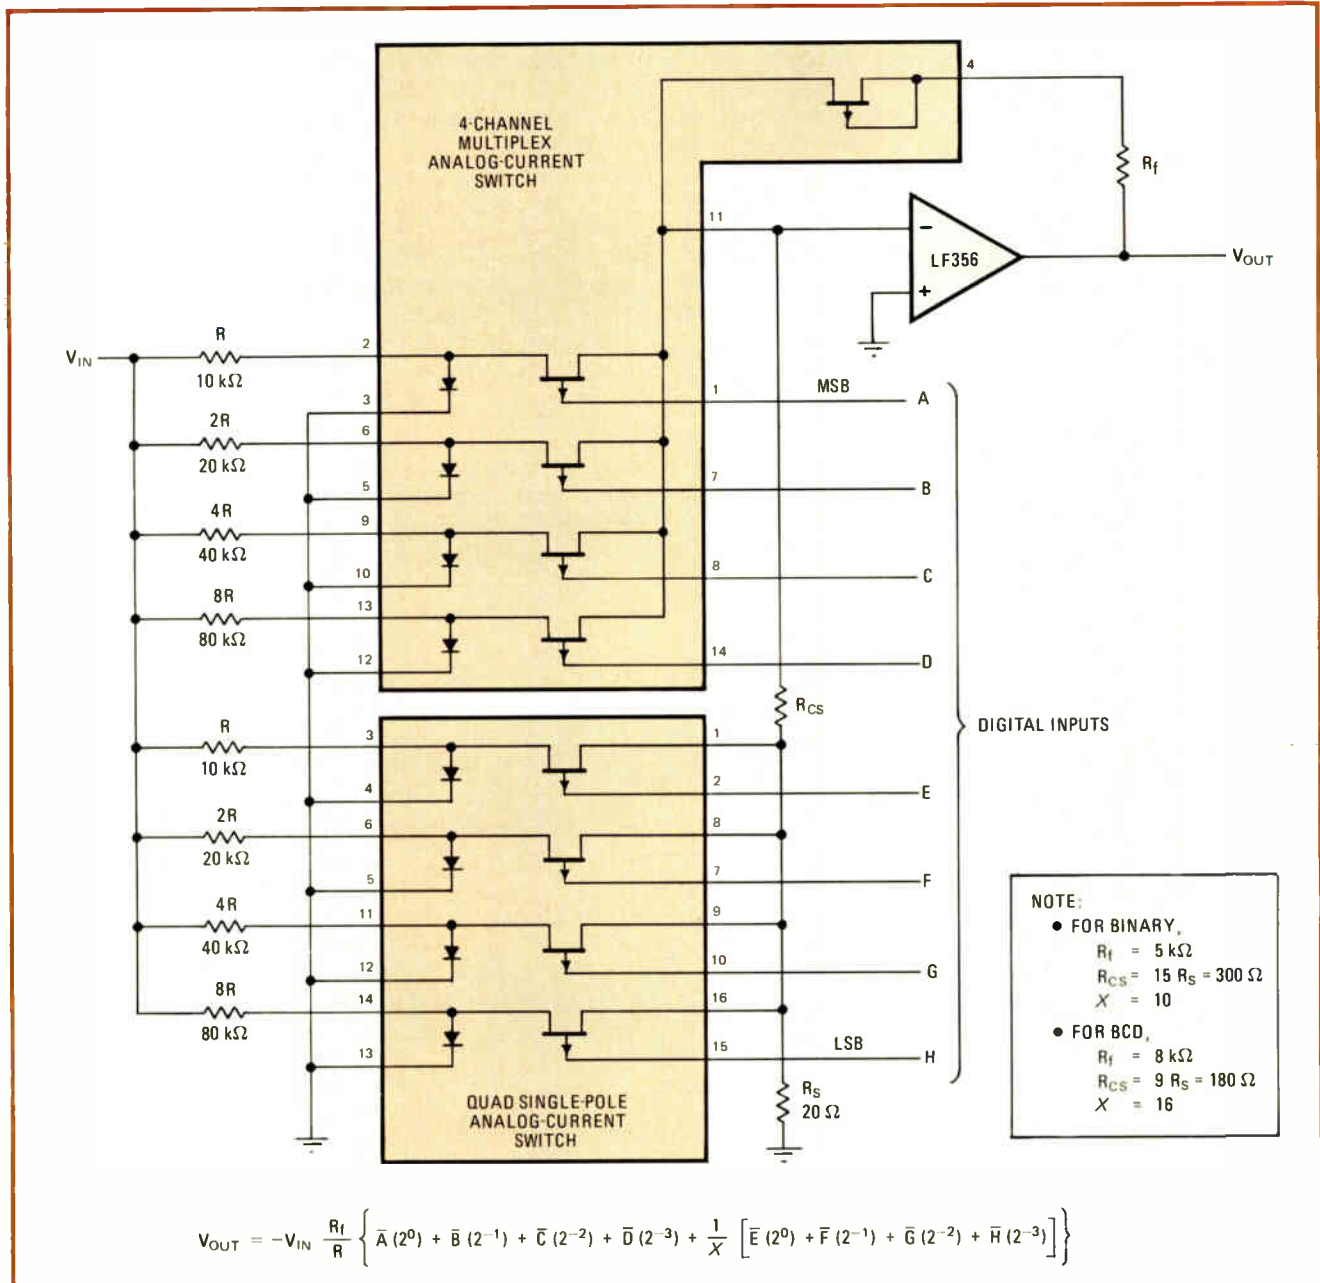 4-CHANNEL
MULTIPLEX
ANALOG-CURRENT
SWITCH
4
Rf
11
−
LF356
+
VOUT
VIN
R
10 kΩ
2
3
1
MSB
A
2R
20 kΩ
6
5
7
B
4R
40 kΩ
9
10
8
C
8R
80 kΩ
13
12
14
D
RCS
DIGITAL INPUTS
R
10 kΩ
3
4
1
2
E
2R
20 kΩ
6
5
8
7
F
4R
40 kΩ
11
12
9
10
G
8R
80 kΩ
14
13
16
15
LSB
H
RS
20 Ω
QUAD SINGLE-POLE
ANALOG-CURRENT
SWITCH
NOTE:
● FOR BINARY,
Rf = 5 kΩ
RCS = 15 RS = 300 Ω
X = 10
● FOR BCD,
Rf = 8 kΩ
RCS = 9 RS = 180 Ω
X = 16
VOUT = −VIN Rf/R { A̅ (2⁰) + B̅ (2⁻¹) + C̅ (2⁻²) + D̅ (2⁻³) + 1/X [ E̅ (2⁰) + F̅ (2⁻¹) + G̅ (2⁻²) + H̅ (2⁻³) ] }